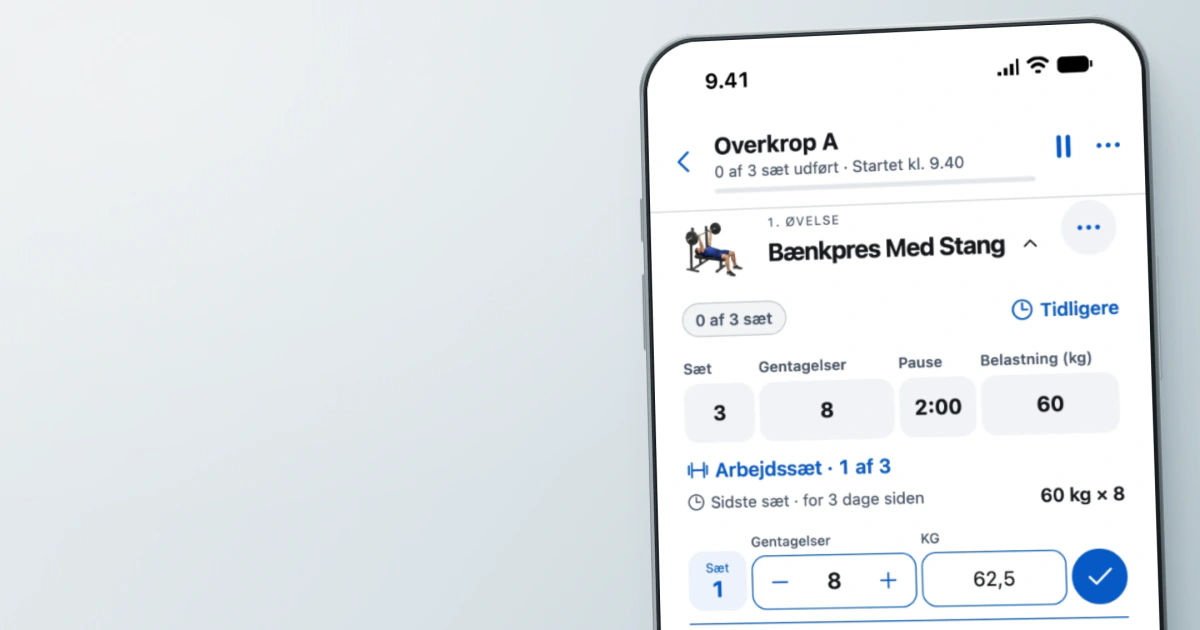 9.41
Overkrop A
0 af 3 sæt udført · Startet kl. 9.40
1. ØVELSE
Bænkpres Med Stang
0 af 3 sæt
Tidligere
Sæt Gentagelser Pause Belastning (kg)
3 8 2:00 60
Arbejdssæt · 1 af 3
Sidste sæt · for 3 dage siden 60 kg × 8
Gentagelser KG
Sæt
1 − 8 + 62,5